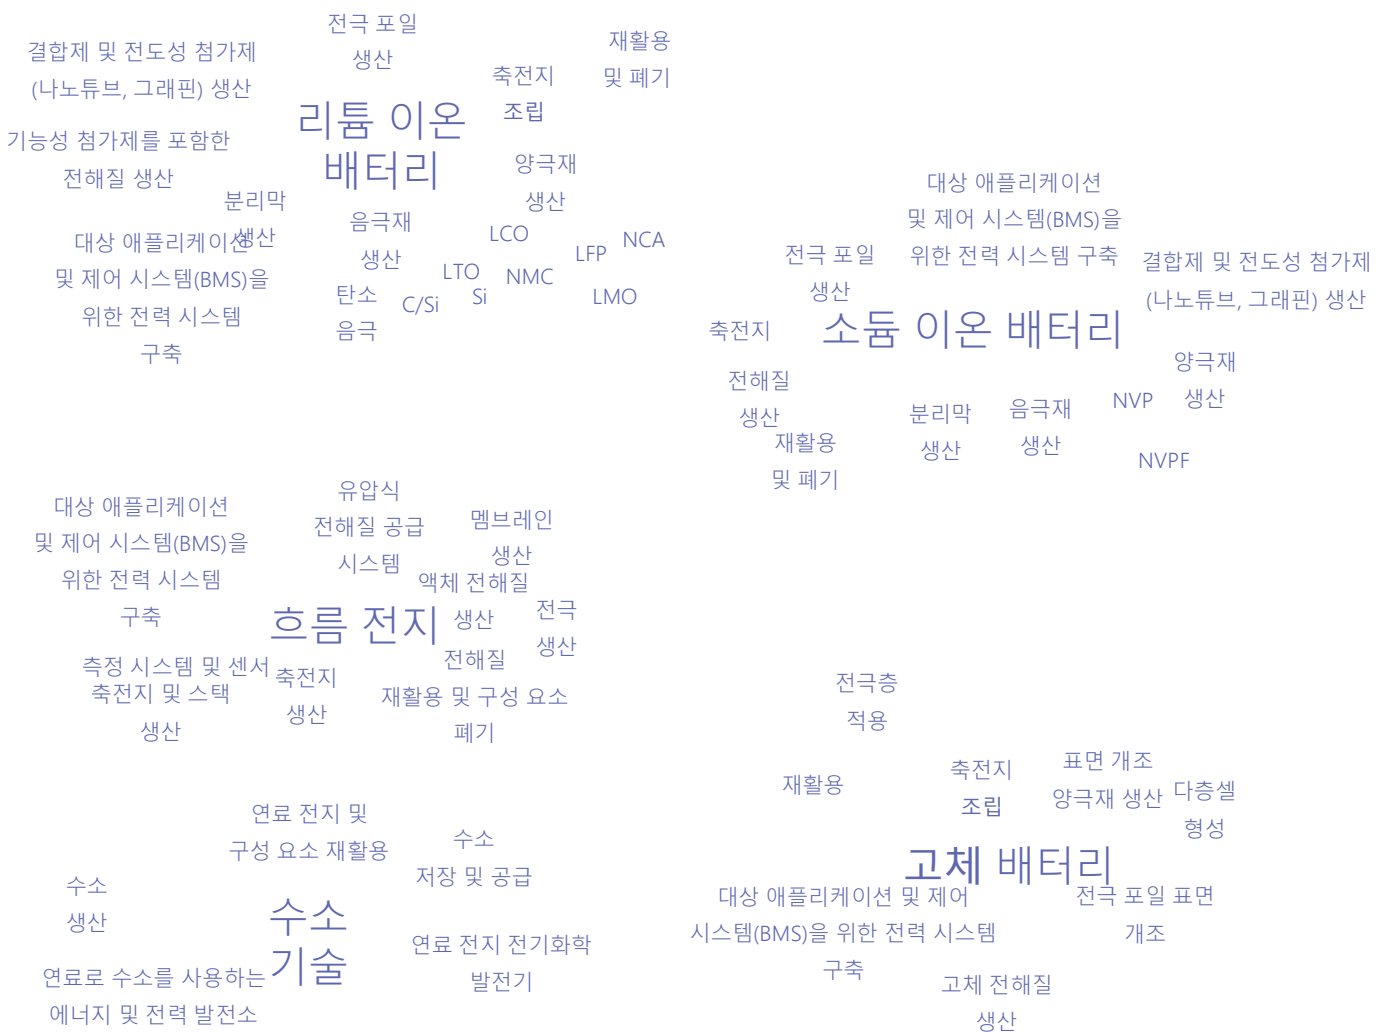 전극 포일
생산
결합제 및 전도성 첨가제
(나노튜브, 그래핀) 생산
재활용
및 폐기
축전지
조립
리튬 이온
배터리
기능성 첨가제를 포함한
전해질 생산
양극재
생산
분리막
생산
음극재
생산
대상 애플리케이션
및 제어 시스템(BMS)을
위한 전력 시스템
구축
LCO
LFP
NCA
LTO
NMC
C/Si
Si
LMO
탄소
음극
대상 애플리케이션
및 제어 시스템(BMS)을
위한 전력 시스템 구축
전극 포일
생산
결합제 및 전도성 첨가제
(나노튜브, 그래핀) 생산
축전지
소듐 이온 배터리
전해질
생산
양극재
생산
분리막
생산
음극재
생산
NVP
NVPF
재활용
및 폐기
대상 애플리케이션
및 제어 시스템(BMS)을
위한 전력 시스템
구축
유압식
전해질 공급
시스템
멤브레인
생산
액체 전해질
생산
전극
생산
흐름 전지
측정 시스템 및 센서
축전지 및 스택
생산
축전지
생산
전해질
재활용 및 구성 요소
폐기
전극층
적용
재활용
축전지
조립
표면 개조
양극재 생산
다층셀
형성
고체 배터리
대상 애플리케이션 및 제어
시스템(BMS)을 위한 전력 시스템
구축
전극 포일 표면
개조
고체 전해질
생산
연료 전지 및
구성 요소 재활용
수소
저장 및 공급
수소
생산
수소
기술
연료 전지 전기화학
발전기
연료로 수소를 사용하는
에너지 및 전력 발전소